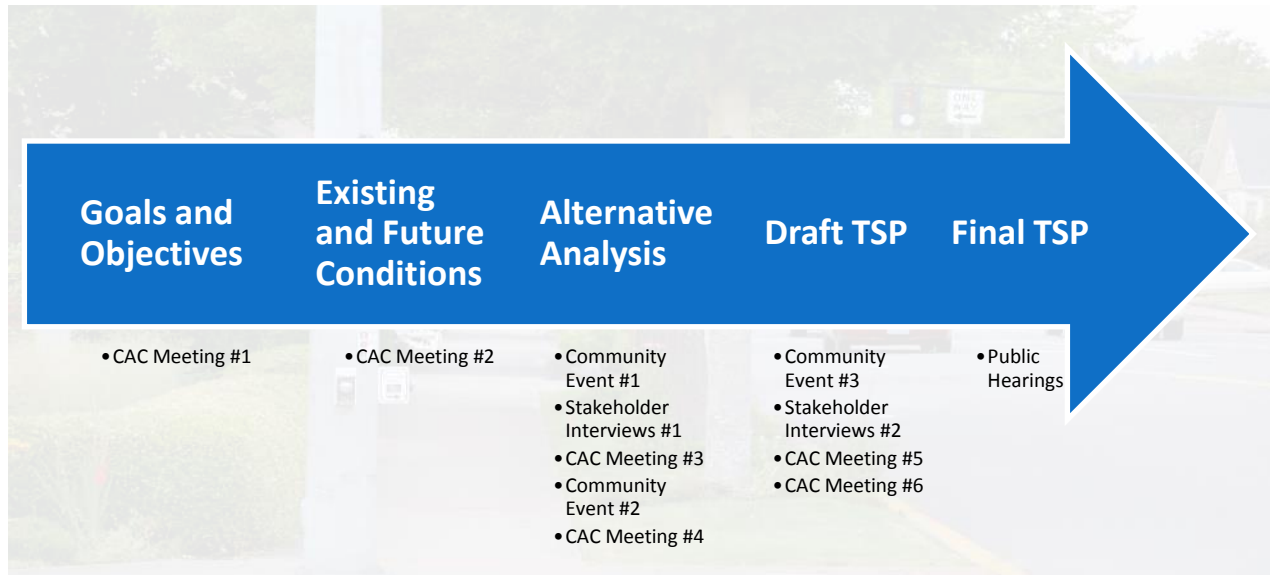 Goals and
Objectives
Existing
and Future
Conditions
Alternative
Analysis
Draft TSP
Final TSP
•CAC Meeting #1
•CAC Meeting #2
•Community
Event #1
•Stakeholder
Interviews #1
•CAC Meeting #3
•Community
Event #2
•CAC Meeting #4
•Community
Event #3
•Stakeholder
Interviews #2
•CAC Meeting #5
•CAC Meeting #6
•Public
Hearings
ONE
WAY